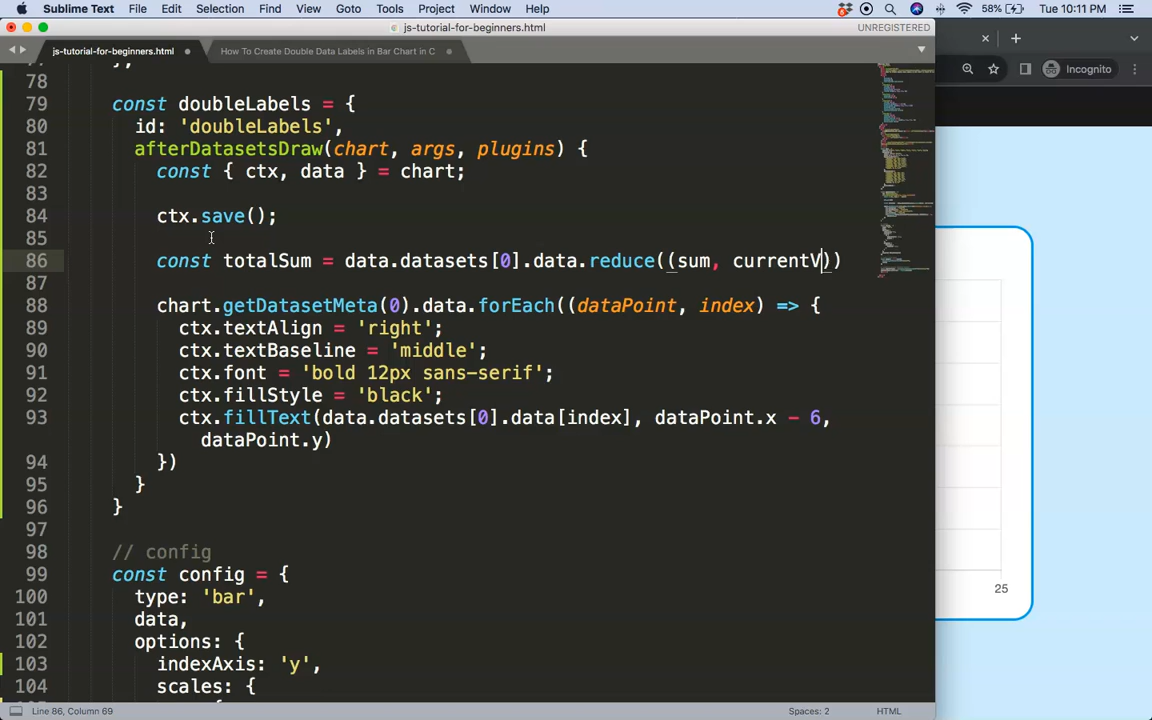 Sublime Text File Edit Selection Find View Goto Tools Project Window Help 58% Tue 10:11 PM
js-tutorial-for-beginners.html UNREGISTERED
js-tutorial-for-beginners.html How To Create Double Data Labels in Bar Chart in C
Incognito
78
79 const doubleLabels = {
80 id: 'doubleLabels',
81 afterDatasetsDraw(chart, args, plugins) {
82 const { ctx, data } = chart;
83
84 ctx.save();
85
86 const totalSum = data.datasets[0].data.reduce((sum, currentV))
88 chart.getDatasetMeta(0).data.forEach((dataPoint, index) => {
89 ctx.textAlign = 'right';
90 ctx.textBaseline = 'middle';
91 ctx.font = 'bold 12px sans-serif';
92 ctx.fillStyle = 'black';
93 ctx.fillText(data.datasets[0].data[index], dataPoint.x - 6,
dataPoint.y)
94 })
95 }
96 }
97
98 // config
99 const config = {
100 type: 'bar',
101 data,
102 options: {
103 indexAxis: 'y',
104 scales: {
25
Line 86, Column 69 Spaces: 2 HTML